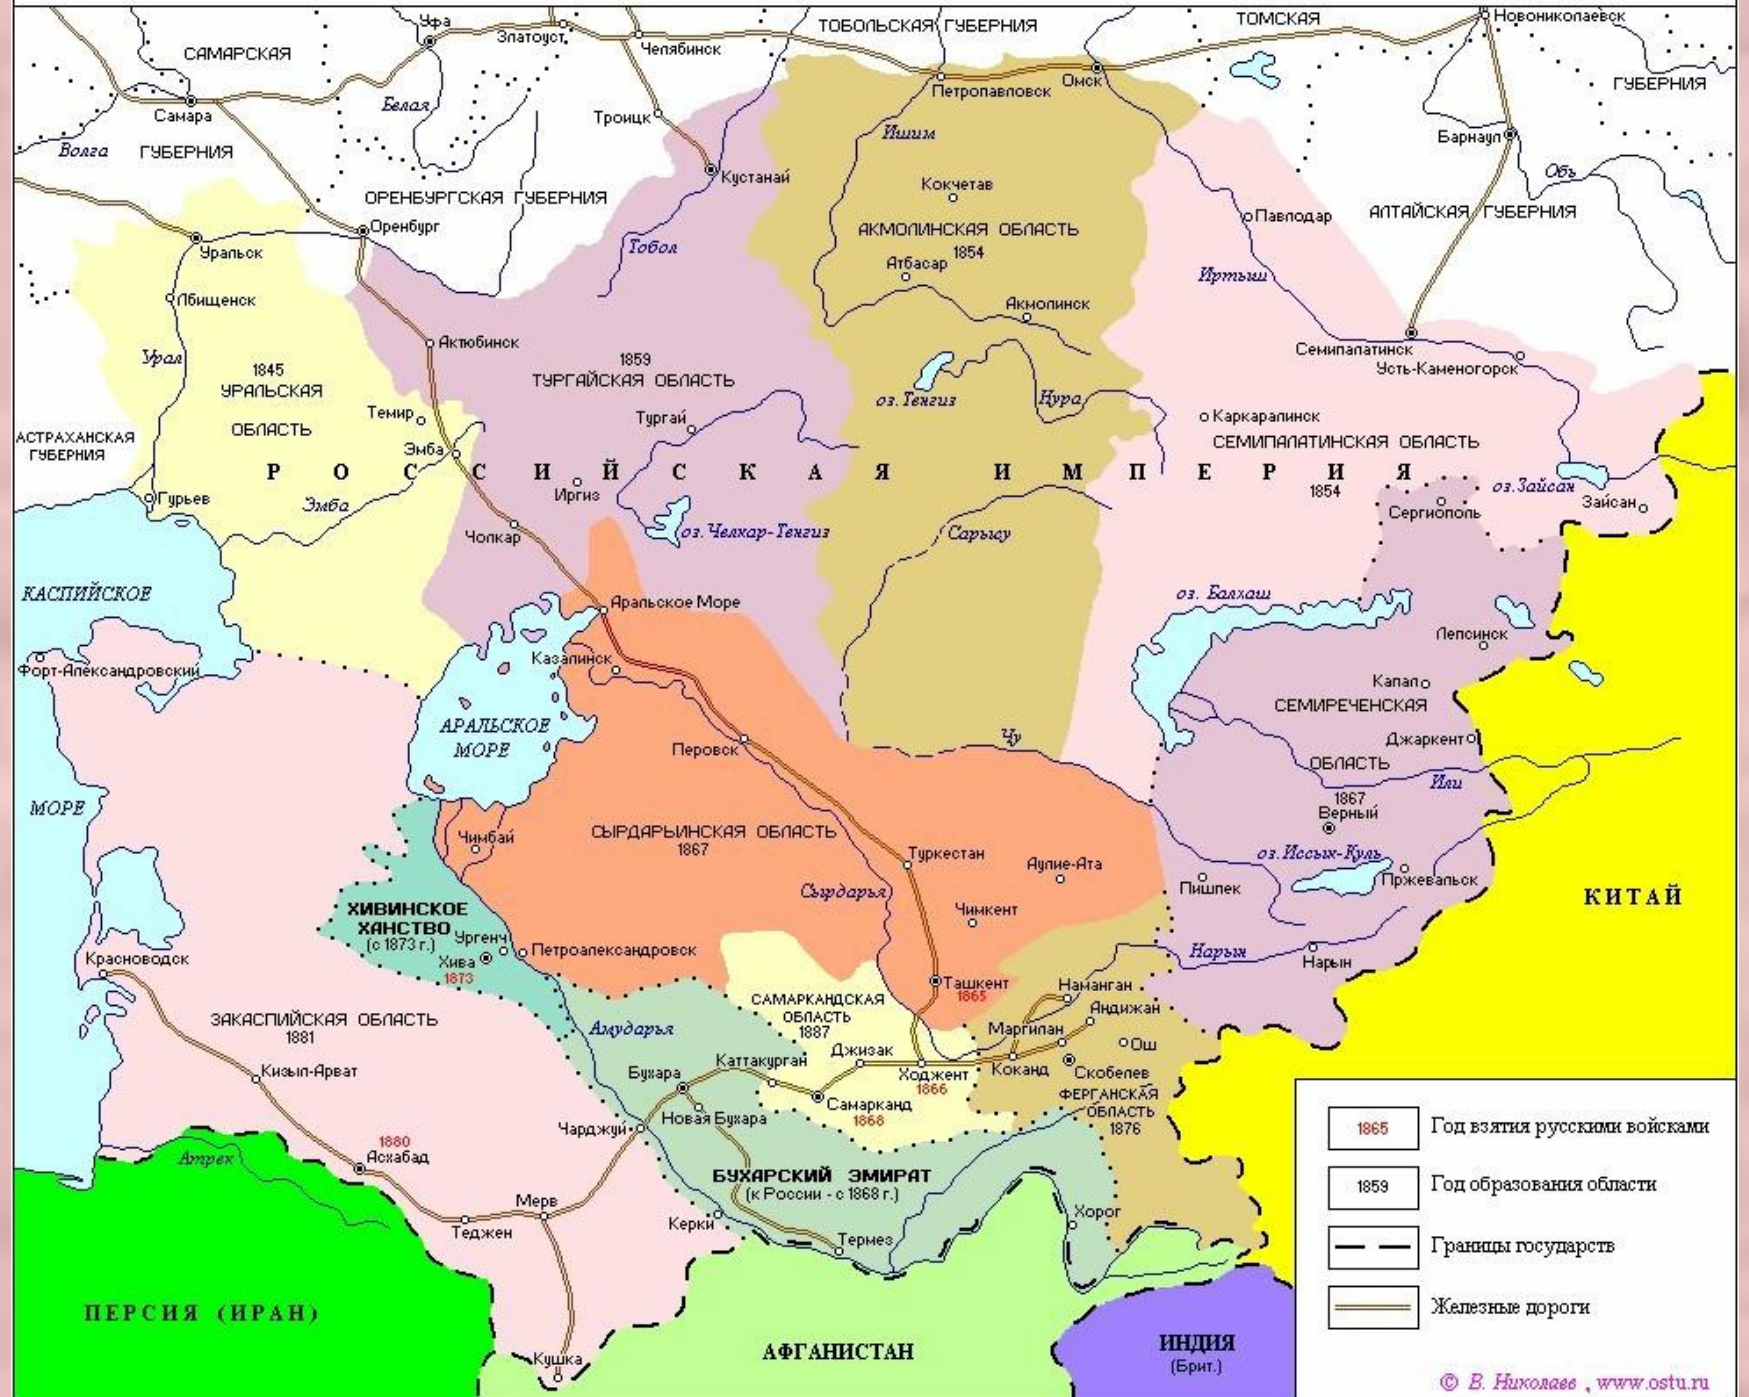 Уфа
Златоуст
Челябинск
ТОБОЛЬСКАЯ ГУБЕРНИЯ
ТОМСКАЯ
Новониколаевск
САМАРСКАЯ
Петропавловск
Омск
ГУБЕРНИЯ
Самара
Белая
Троицк
Ишим
Барнаул
Волга
ГУБЕРНИЯ
Кустанай
Кокчетав
Обь
ОРЕНБУРГСКАЯ ГУБЕРНИЯ
Павлодар
АЛТАЙСКАЯ ГУБЕРНИЯ
Оренбург
АКМОЛИНСКАЯ ОБЛАСТЬ
1854
Уральск
Тобол
Атбасар
Иртыш
Лбищенск
Акмолинск
Актюбинск
Семипалатинск
Урал
1845
УРАЛЬСКАЯ
ОБЛАСТЬ
1859
ТУРГАЙСКАЯ ОБЛАСТЬ
Усть-Каменогорск
оз. Тенгиз
Нура
Темир
Тургай
Каркаралинск
АСТРАХАНСКАЯ
ГУБЕРНИЯ
Эмба
СЕМИПАЛАТИНСКАЯ ОБЛАСТЬ
РОССИЙСКАЯ ИМПЕРИЯ
1854
Гурьев
Эмба
Иргиз
Сергиополь
оз. Зайсан
Зайсан
Чолкар
оз. Челкар-Тенгиз
Сарысу
КАСПИЙСКОЕ
Аральское Море
оз. Балхаш
Лепсинск
Форт-Александровский
Казалинск
Капал
АРАЛЬСКОЕ
МОРЕ
Перовск
Чу
СЕМИРЕЧЕНСКАЯ
ОБЛАСТЬ
1867
Джаркент
Или
МОРЕ
Верный
Чимбай
СЫРДАРЬИНСКАЯ ОБЛАСТЬ
1867
Туркестан
Аулие-Ата
оз. Иссык-Куль
Пишпек
Пржевальск
Сырдарья
КИТАЙ
ХИВИНСКОЕ
ХАНСТВО
(с 1873 г.)
Чимкент
Ургенч
Хива
1873
Петроалександровск
Нарын
Нарын
Красноводск
Ташкент
1865
Наманган
САМАРКАНДСКАЯ
ОБЛАСТЬ
1887
Андижан
ЗАКАСПИЙСКАЯ ОБЛАСТЬ
1881
Амударья
Маргилан
Ош
Джизак
Каттакурган
Кизыл-Арват
Бухара
Ходжент
1866
Коканд
Скобелев
ФЕРГАНСКАЯ
ОБЛАСТЬ
1876
Самарканд
1868
Новая Бухара
Чарджуй
1880
Асхабад
Атрек
БУХАРСКИЙ ЭМИРАТ
(к России - с 1868 г.)
Мерв
Теджен
Керки
Термез
Хорог
ПЕРСИЯ (ИРАН)
АФГАНИСТАН
ИНДИЯ
(Брит.)
Кушка
1865 Год взятия русскими войсками
1859 Год образования области
Границы государств
Железные дороги
© В. Николаев , www.ostu.ru